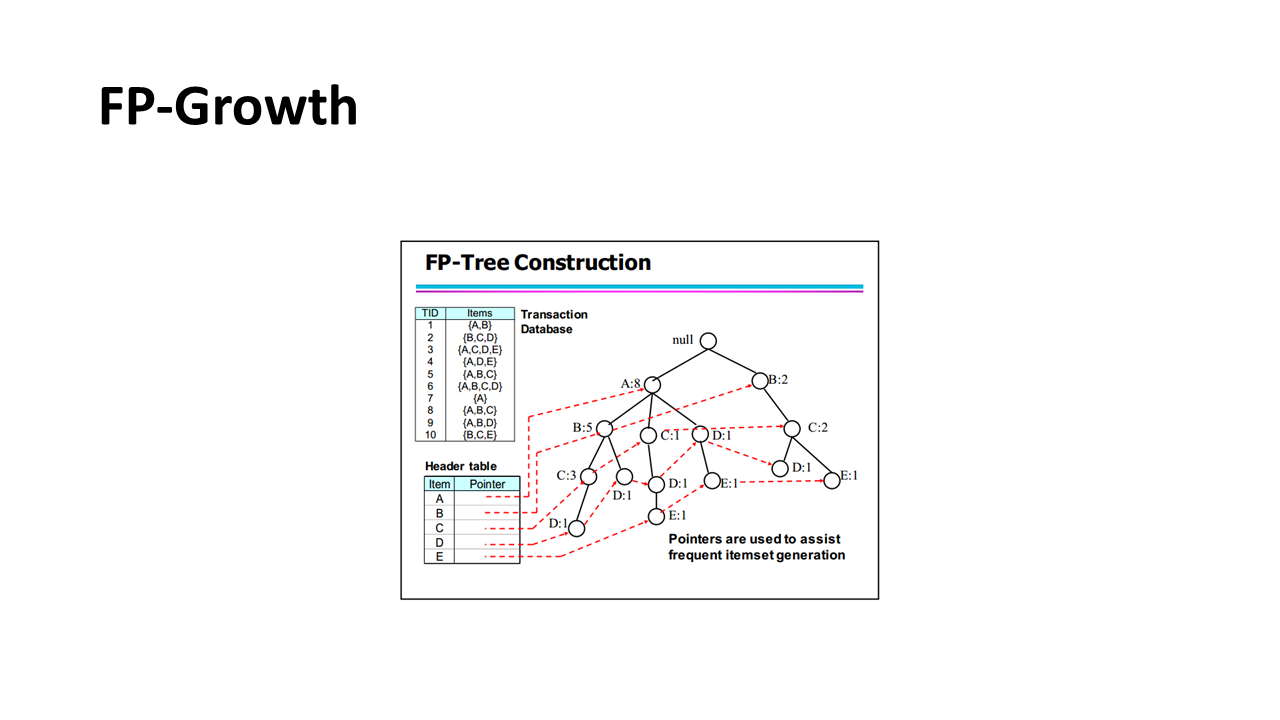 FP-Growth
FP-Tree Construction
TID Items
1 {A,B}
2 {B,C,D}
3 {A,C,D,E}
4 {A,D,E}
5 {A,B,C}
6 {A,B,C,D}
7 {A}
8 {A,B,C}
9 {A,B,D}
10 {B,C,E}
Transaction
Database
null
A:8 B:2
B:5 C:1 D:1 C:2
C:3 D:1 D:1 E:1 D:1 E:1
D:1 E:1
Header table
Item Pointer
A
B
C
D
E
Pointers are used to assist
frequent itemset generation